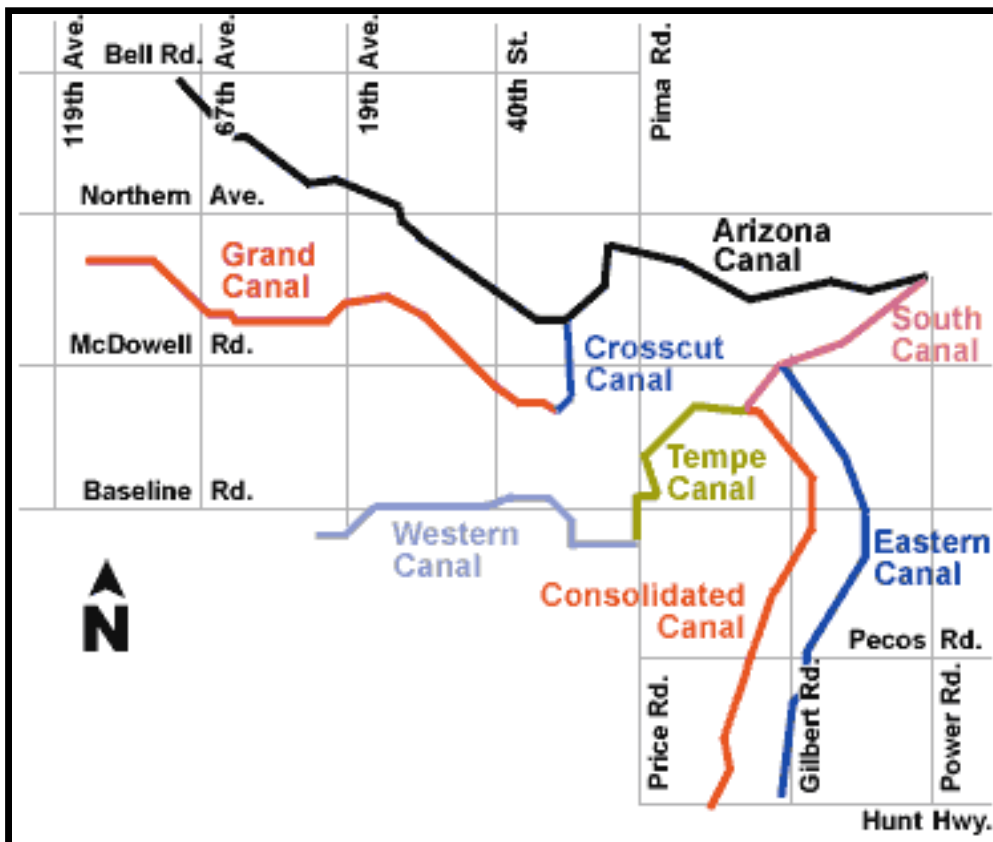 119th Ave.
Bell Rd.
67th Ave.
19th Ave.
40th St.
Pima Rd.
Northern Ave.
Arizona
Canal
Grand
Canal
South
Canal
McDowell Rd.
Crosscut
Canal
Tempe
Canal
Baseline Rd.
Western
Canal
Eastern
Canal
Consolidated
Canal
N
Pecos Rd.
Price Rd.
Gilbert Rd.
Power Rd.
Hunt Hwy.